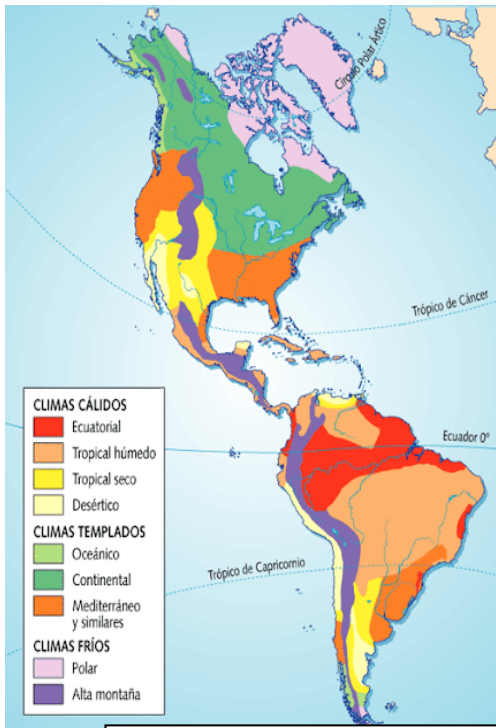 Círculo Polar Ártico
Trópico de Cáncer
Ecuador 0º
Trópico de Capricornio
CLIMAS CÁLIDOS
Ecuatorial
Tropical húmedo
Tropical seco
Desértico
CLIMAS TEMPLADOS
Oceánico
Continental
Mediterráneo
y similares
CLIMAS FRÍOS
Polar
Alta montaña